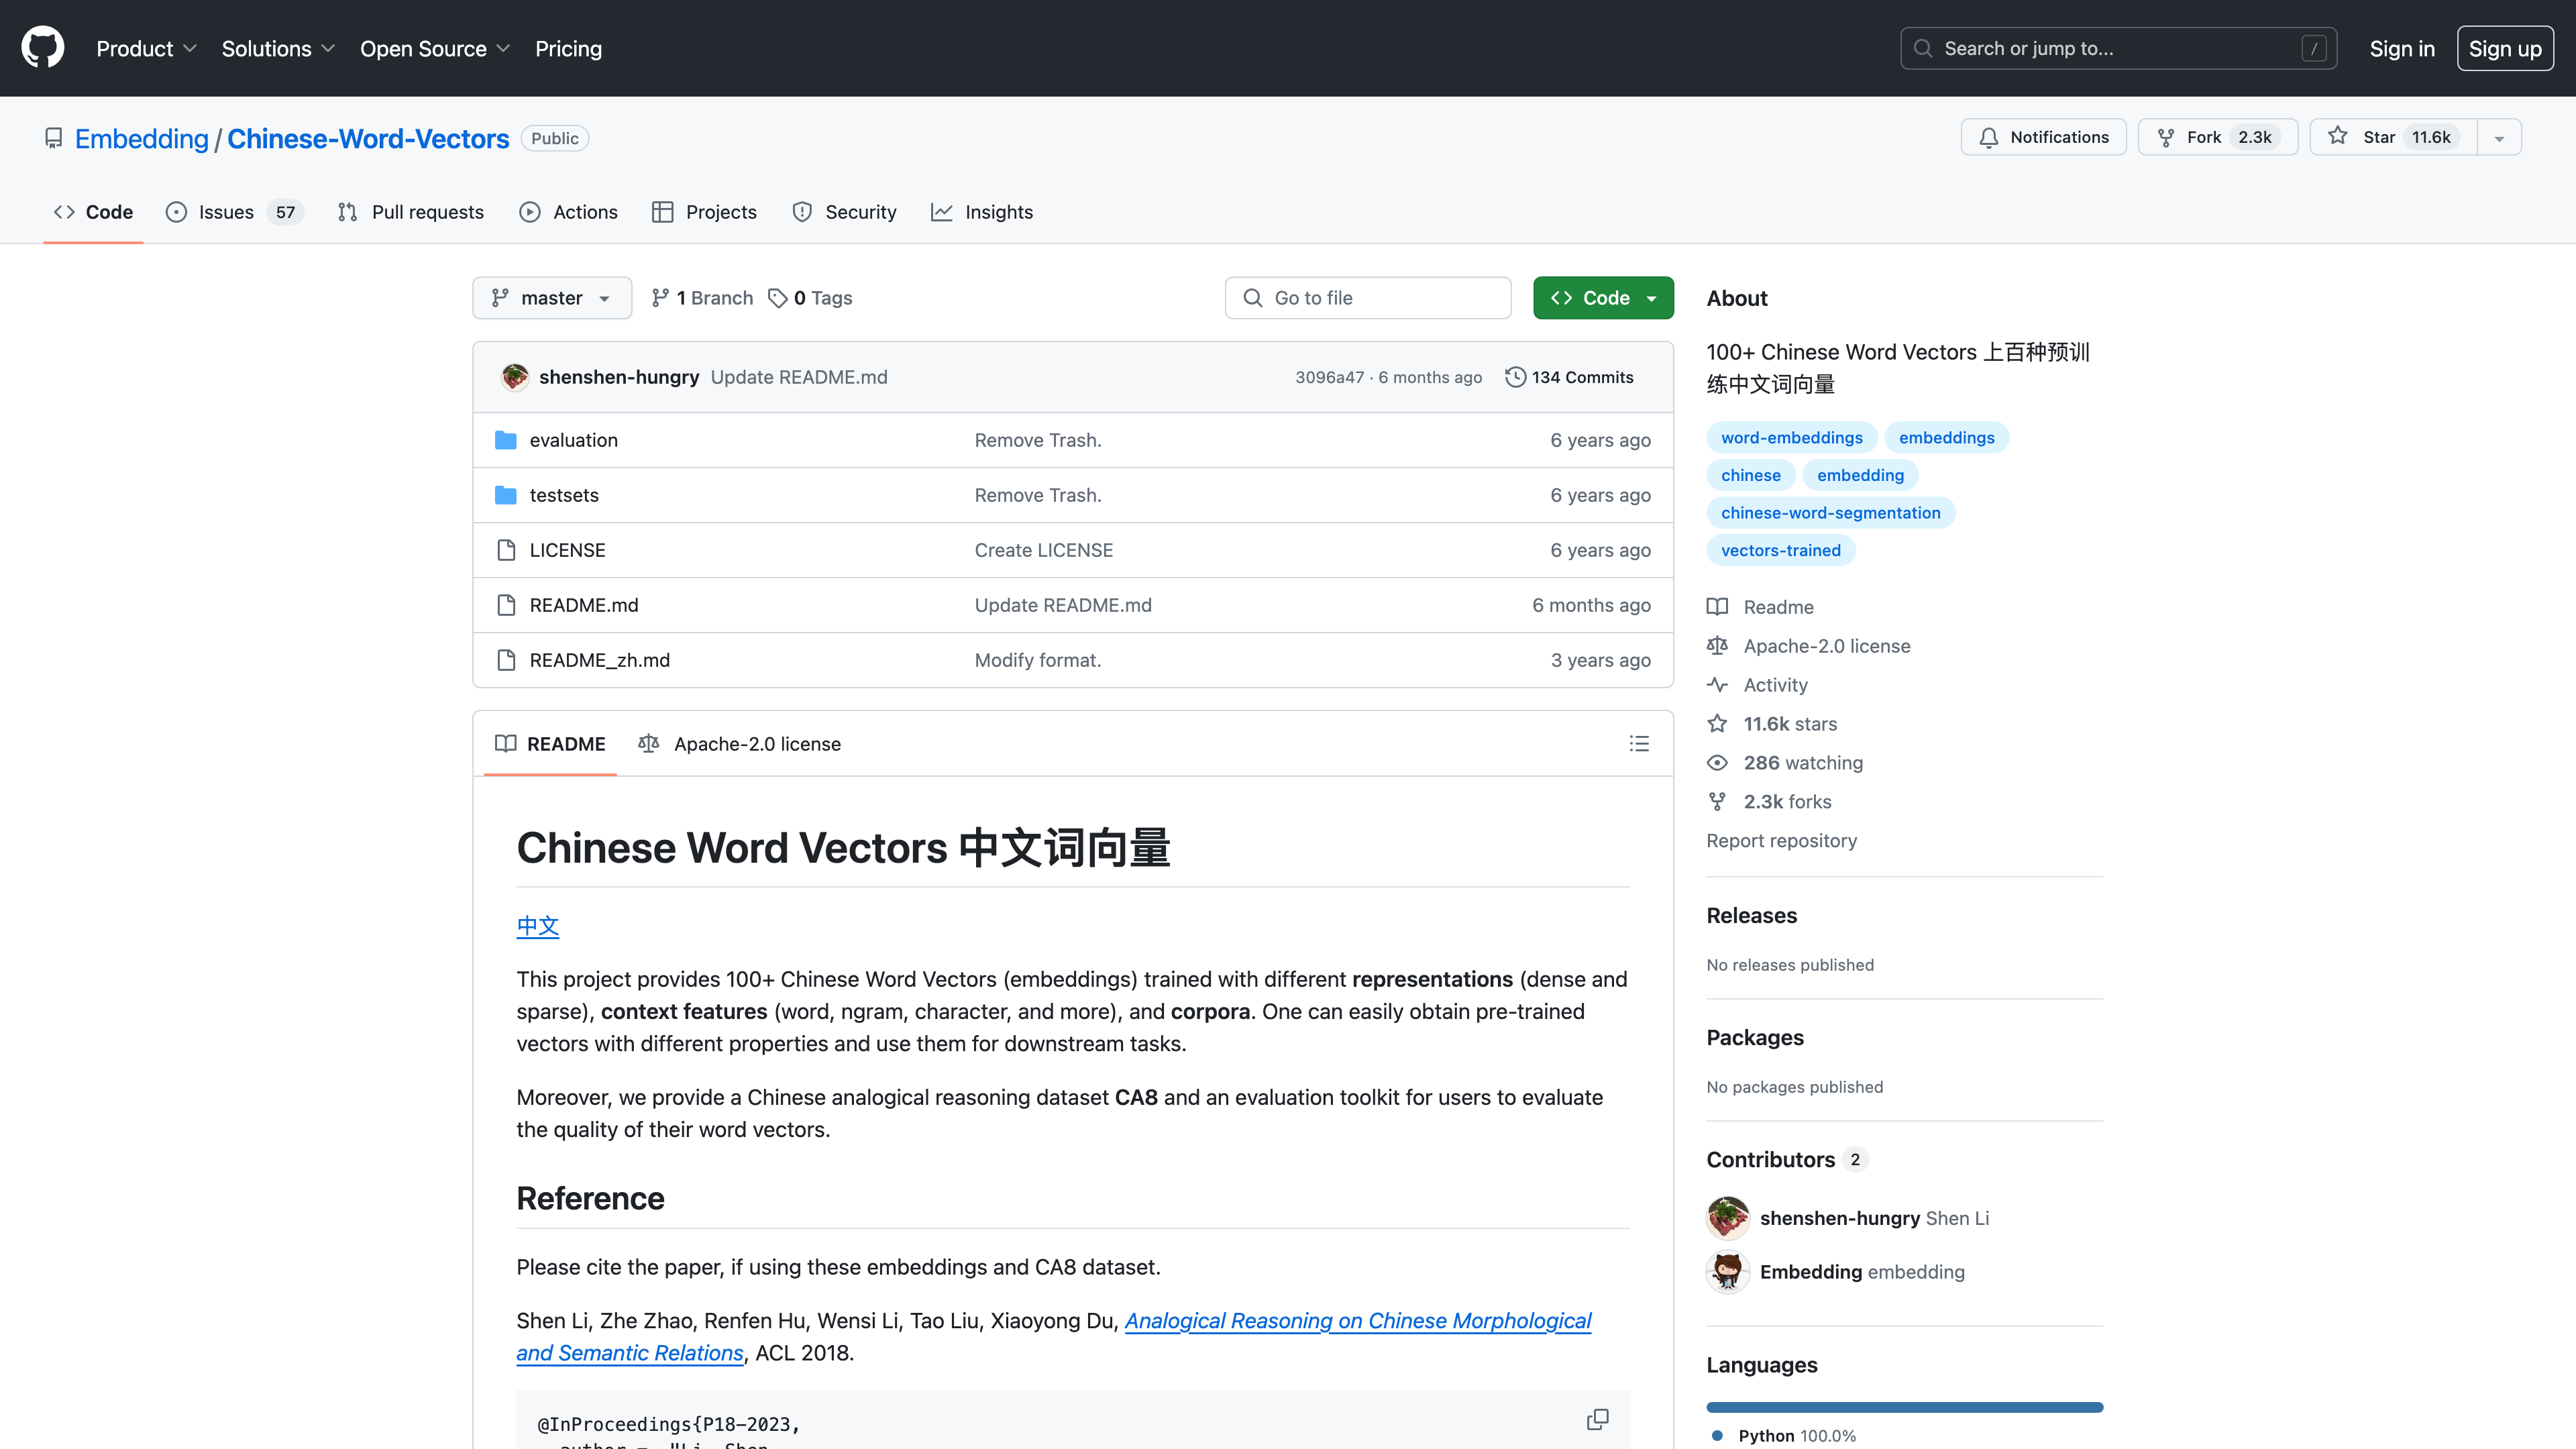 Product Solutions Open Source Pricing Search or jump to... / Sign in Sign up
Embedding / Chinese-Word-Vectors Public Notifications Fork 2.3k Star 11.6k
Code Issues 57 Pull requests Actions Projects Security Insights
master 1 Branch 0 Tags Go to file Code
shenshen-hungry Update README.md 3096a47 · 6 months ago 134 Commits
evaluation Remove Trash. 6 years ago
testsets Remove Trash. 6 years ago
LICENSE Create LICENSE 6 years ago
README.md Update README.md 6 months ago
README_zh.md Modify format. 3 years ago
README Apache-2.0 license
Chinese Word Vectors 中文词向量
中文
This project provides 100+ Chinese Word Vectors (embeddings) trained with different representations (dense and
sparse), context features (word, ngram, character, and more), and corpora. One can easily obtain pre-trained
vectors with different properties and use them for downstream tasks.
Moreover, we provide a Chinese analogical reasoning dataset CA8 and an evaluation toolkit for users to evaluate
the quality of their word vectors.
Reference
Please cite the paper, if using these embeddings and CA8 dataset.
Shen Li, Zhe Zhao, Renfen Hu, Wensi Li, Tao Liu, Xiaoyong Du, Analogical Reasoning on Chinese Morphological
and Semantic Relations, ACL 2018.
@InProceedings{P18-2023,
author = "Li, Shen
About
100+ Chinese Word Vectors 上百种预训
练中文词向量
word-embeddings embeddings
chinese embedding
chinese-word-segmentation
vectors-trained
Readme
Apache-2.0 license
Activity
11.6k stars
286 watching
2.3k forks
Report repository
Releases
No releases published
Packages
No packages published
Contributors 2
shenshen-hungry Shen Li
Embedding embedding
Languages
Python 100.0%